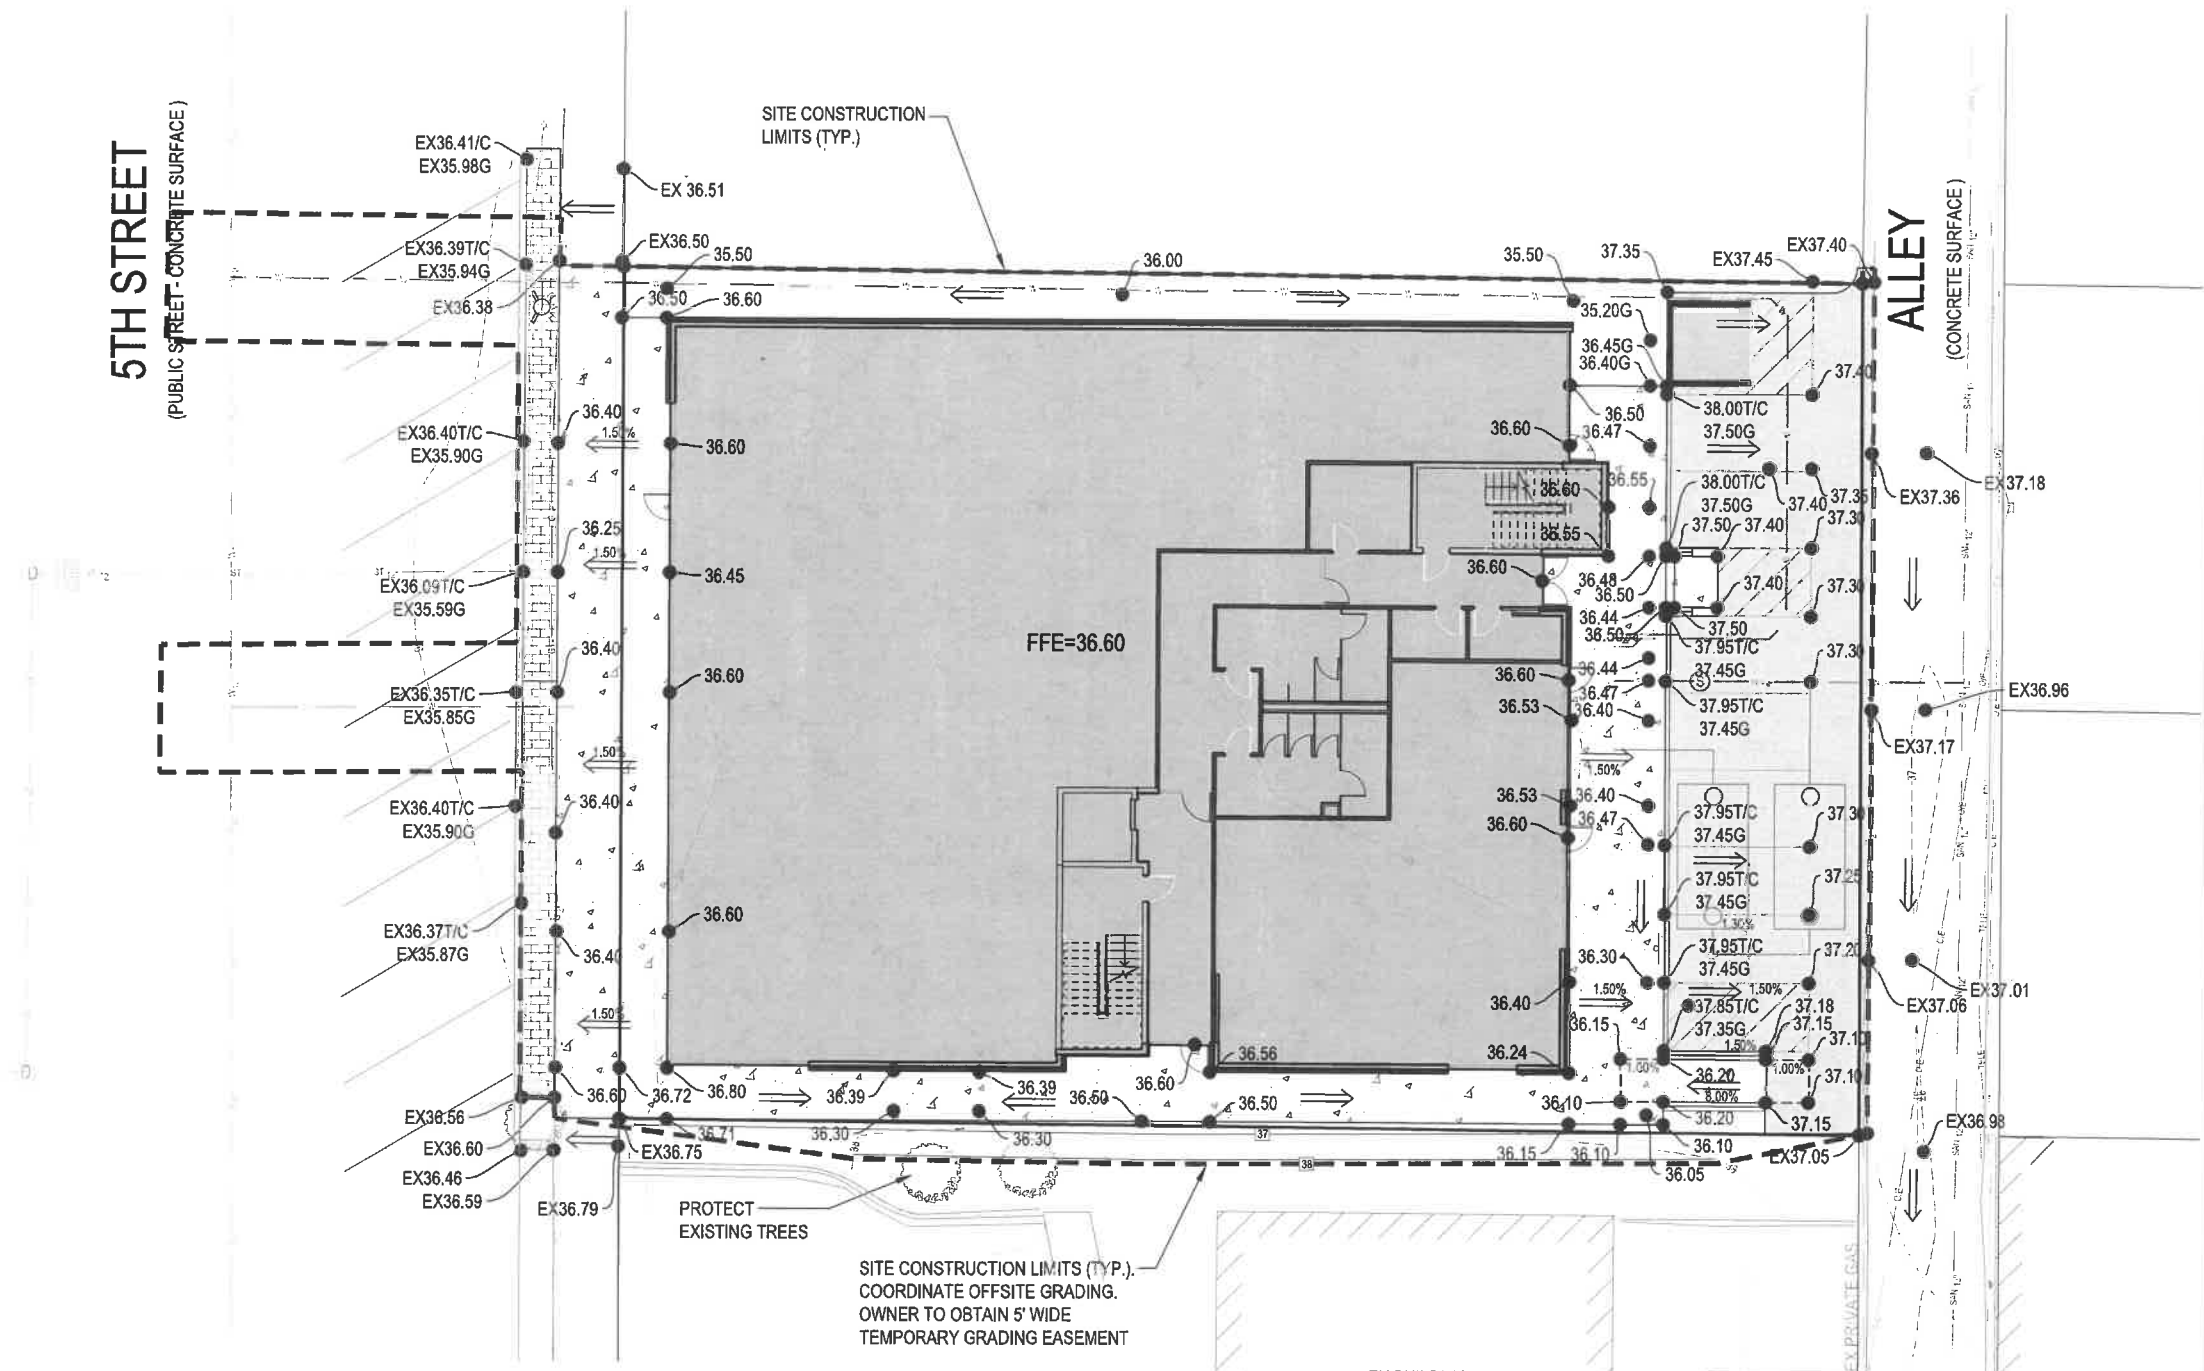 5TH STREET
(PUBLIC STREET - CONCRETE SURFACE)
EX36.41/C
EX35.98G
SITE CONSTRUCTION
LIMITS (TYP.)
EX 36.51
EX36.39T/C
EX35.94G
EX36.38
EX36.50
35.50
36.50
36.60
36.00
35.50
37.35
EX37.45
EX37.40
ALLEY
(CONCRETE SURFACE)
35.20G
36.45G
36.40G
37.40
36.50
38.00T/C
37.50G
EX36.40T/C
EX35.90G
36.40
1.50%
36.60
36.60
36.47
36.55
36.60
38.00T/C
37.50G
37.40
37.35
EX37.36
EX37.18
36.25
1.50%
36.45
36.55
37.50
37.40
37.30
EX36.09T/C
EX35.59G
36.60
36.48
36.50
37.40
37.30
FFE=36.60
36.44
36.50
37.50
37.95T/C
37.45G
37.30
36.40
EX36.35T/C
EX35.85G
36.60
36.60
36.44
36.47
S
36.53
36.40
37.95T/C
37.45G
EX36.96
EX37.17
1.50%
1.50%
37
EX36.40T/C
EX35.90G
36.40
36.53
36.40
36.60
36.47
37.95T/C
37.45G
37.30
37.95T/C
37.45G
37.25
1.30%
EX36.37T/C
EX35.87G
36.40
36.60
36.30
37.95T/C
37.45G
37.20
36.40
1.50%
1.50%
EX37.06
EX37.01
1.50%
36.15
37.85T/C
37.35G
37.18
37.15
1.50%
37.10
36.56
36.24
1.00%
36.20
1.00%
37.10
36.60
36.72
36.80
36.39
36.39
36.60
8.00%
EX36.56
EX36.60
36.71
36.30
36.30
36.50
36.50
36.10
36.20
37.15
EX36.98
37
36.15
36.10
36.10
36.05
EX37.05
EX36.46
EX36.59
EX36.75
EX36.79
38
PROTECT
EXISTING TREES
SITE CONSTRUCTION LIMITS (TYP.).
COORDINATE OFFSITE GRADING.
OWNER TO OBTAIN 5' WIDE
TEMPORARY GRADING EASEMENT
EX PRIVATE GAS
SAN 12"